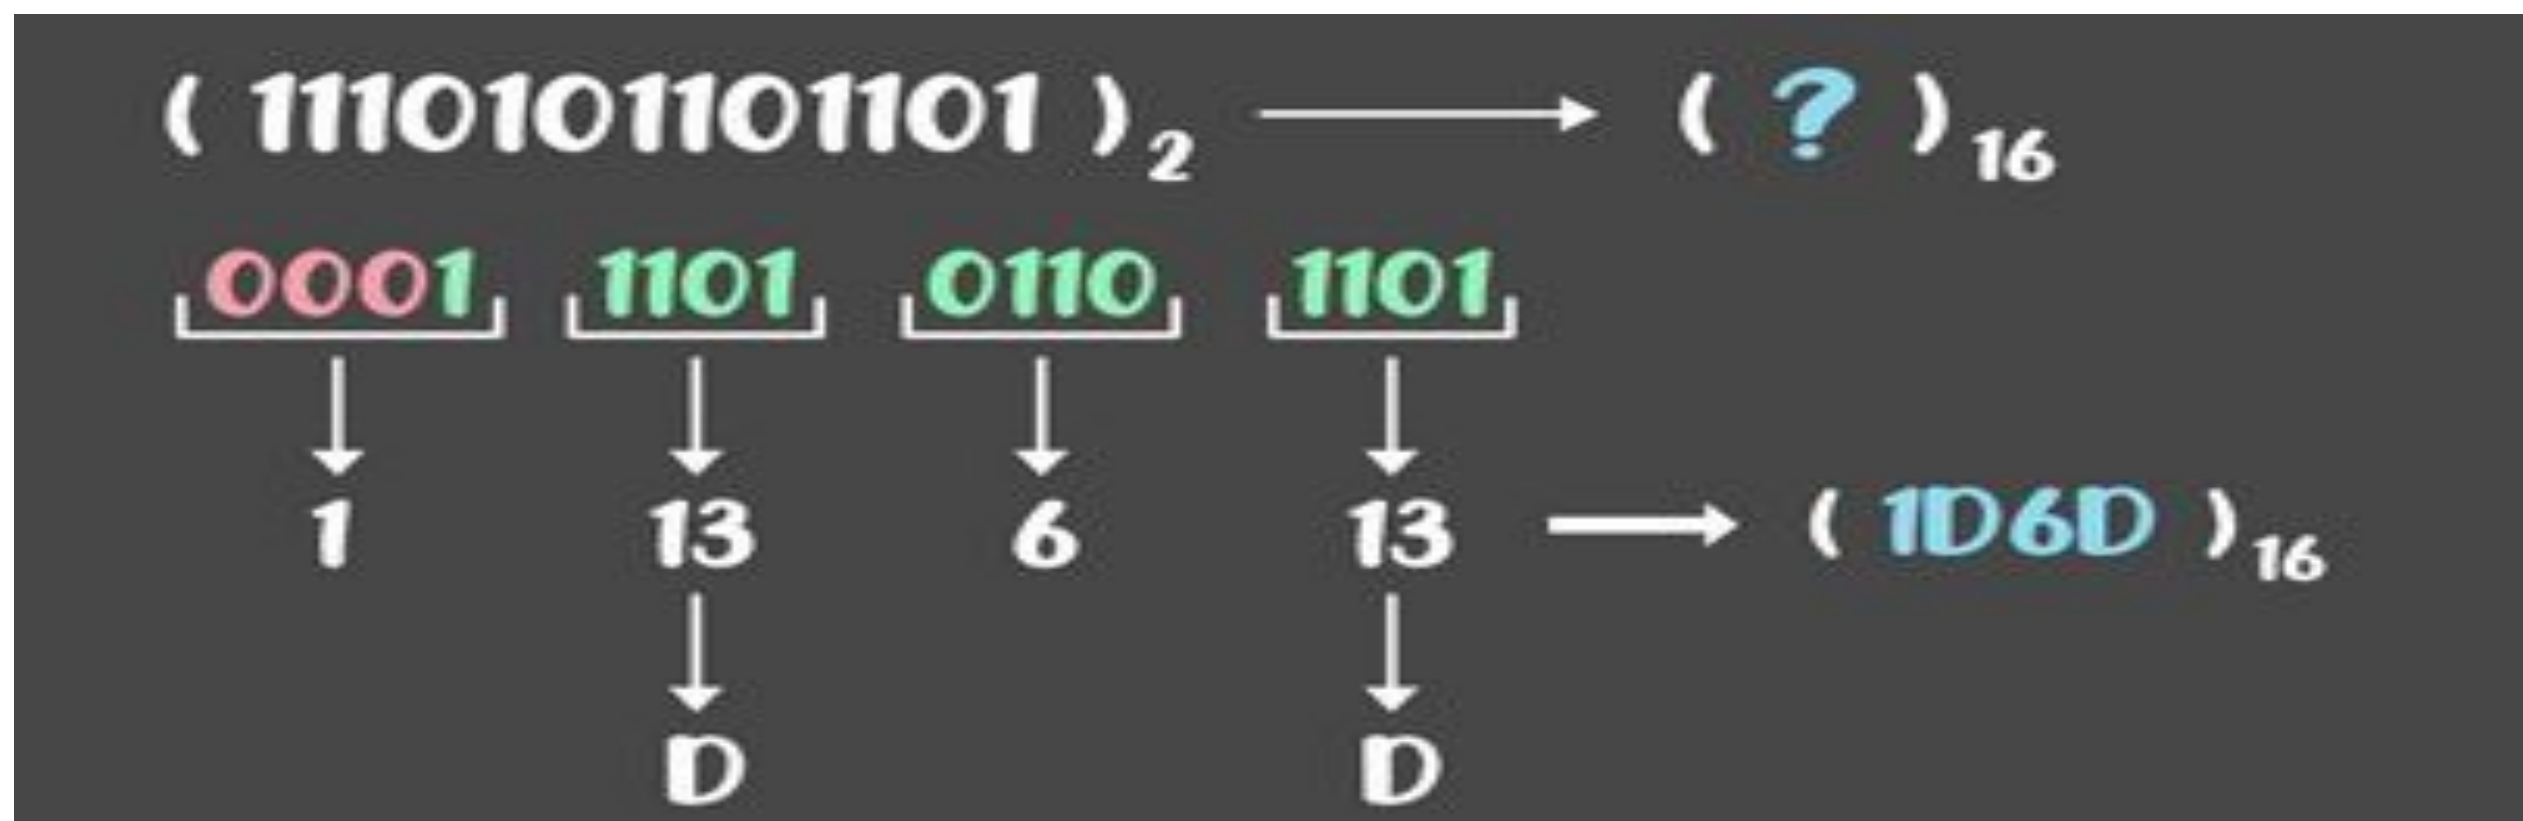 ( 1110101101101 )2 → ( ? )16
0001 1101 0110 1101
1 13 6 13 → ( 1D6D )16
D D